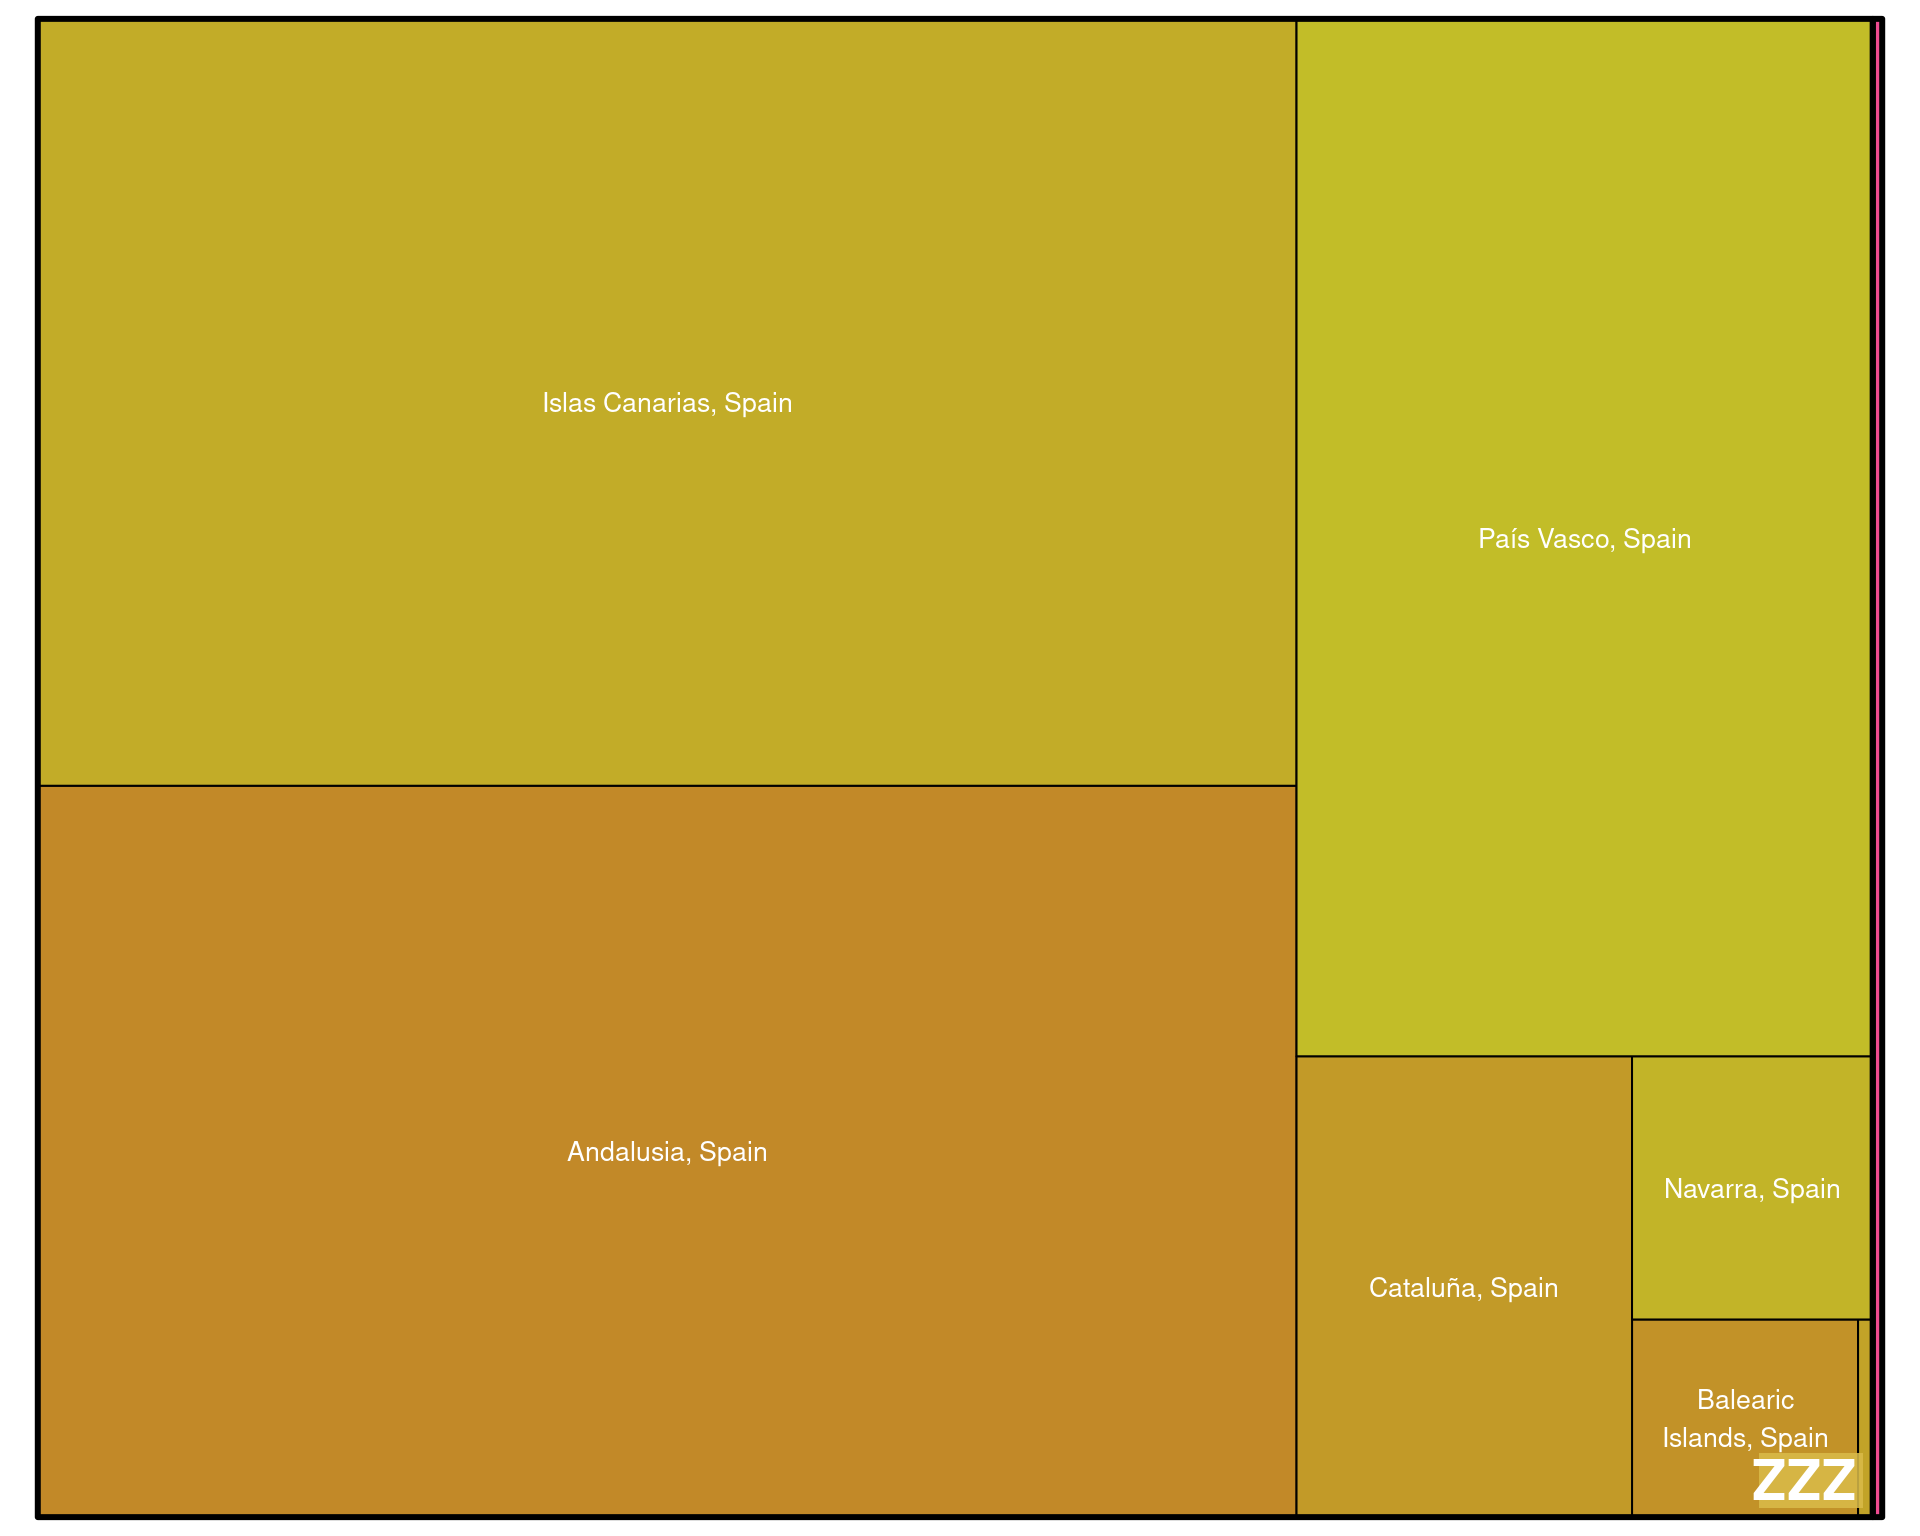 Islas Canarias, Spain
País Vasco, Spain
Andalusia, Spain
Navarra, Spain
Cataluña, Spain
Balearic
Islands, Spain
ZZZ